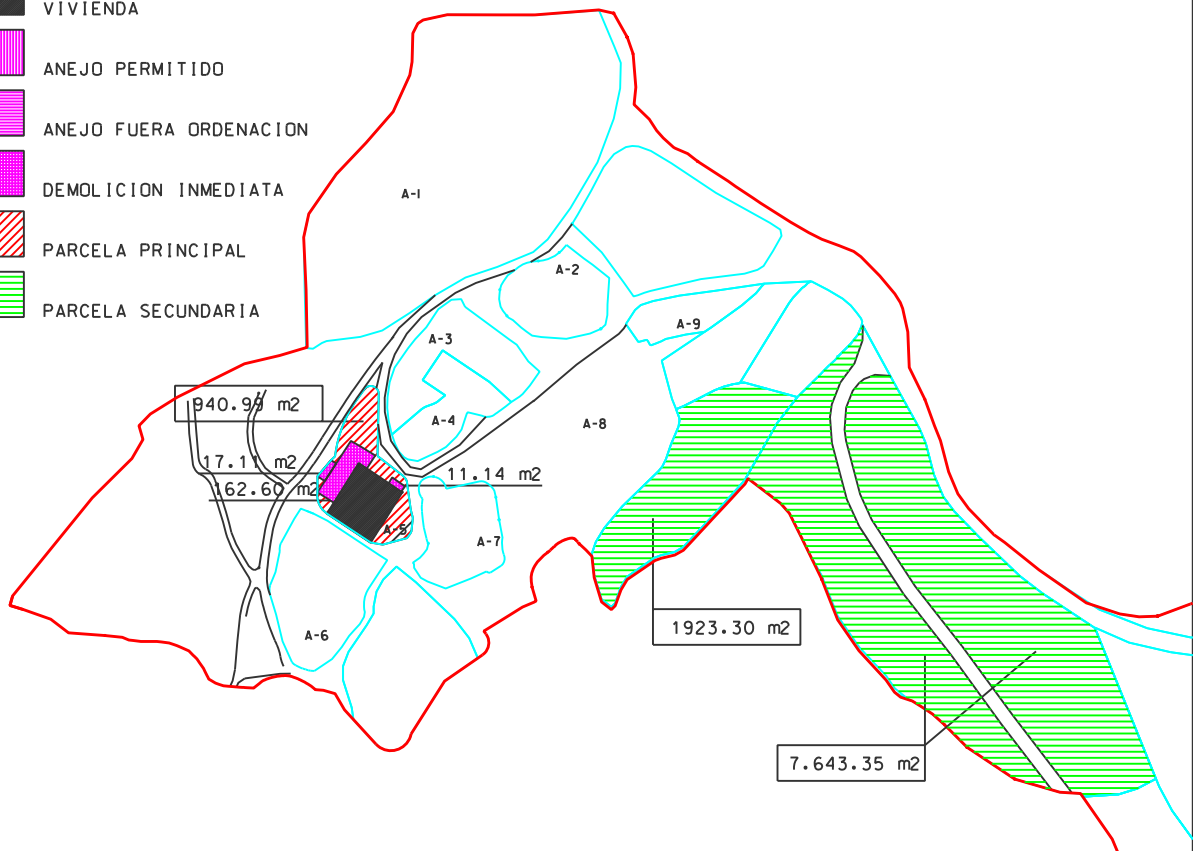 VIVIENDA
ANEJO PERMITIDO
ANEJO FUERA ORDENACION
DEMOLICION INMEDIATA
PARCELA PRINCIPAL
PARCELA SECUNDARIA
A-1
A-2
A-9
A-3
940.99 m2
A-4
A-8
17.11 m2
11.14 m2
162.60 m2
A-5
A-7
1923.30 m2
A-6
7.643.35 m2